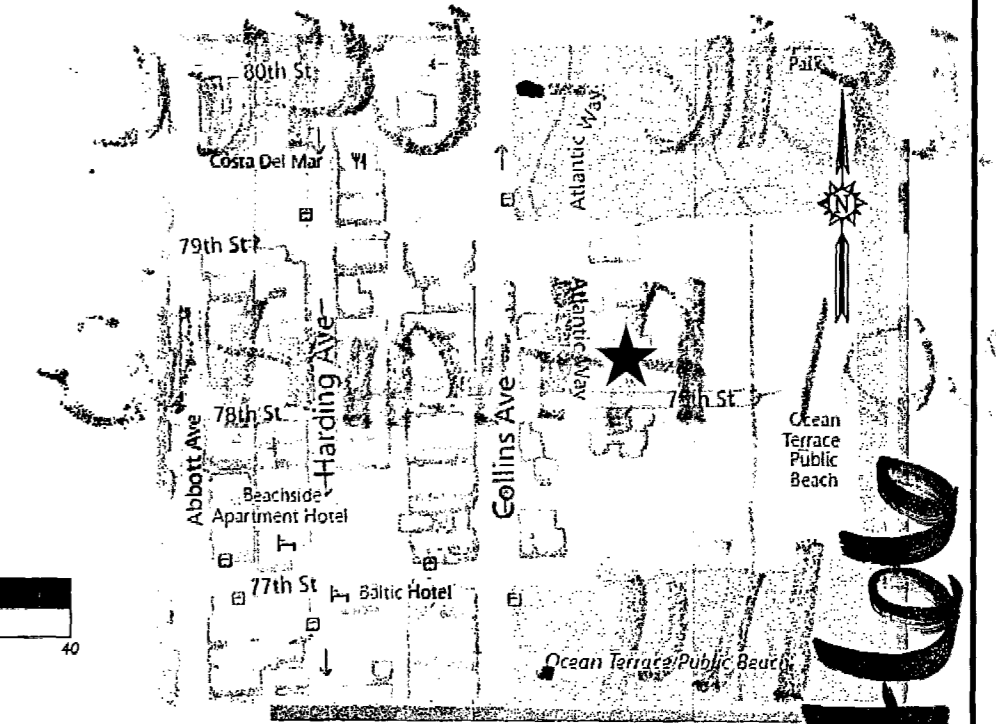 80th St
Park
Atlantic Way
Costa Del Mar
N
79th St
Atlantic Way
Harding Ave
Collins Ave
78th St
Abbott Ave
Ocean
Terrace
Public
Beach
Beachside
Apartment Hotel
77th St
Baltic Hotel
40
Ocean Terrace Public Beach